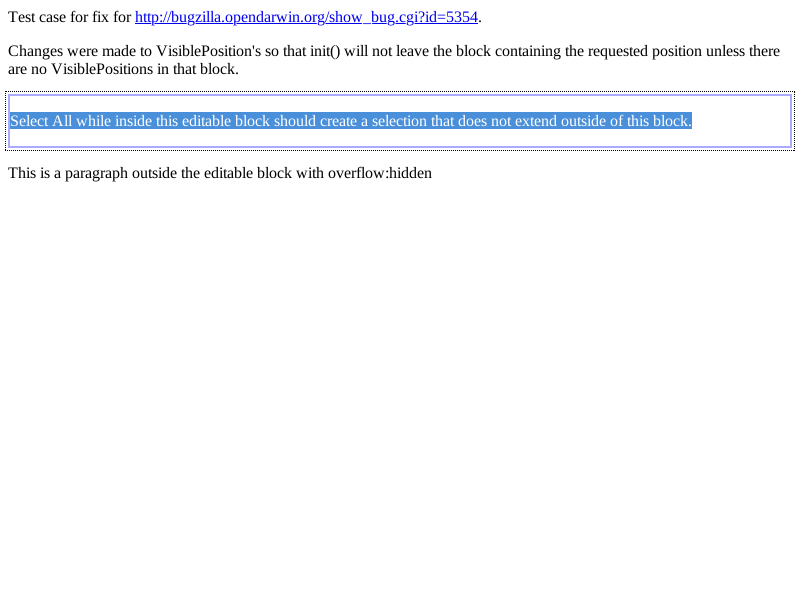 Test case for fix for http://bugzilla.opendarwin.org/show_bug.cgi?id=5354.
Changes were made to VisiblePosition's so that init() will not leave the block containing the requested position unless there
are no VisiblePositions in that block.
Select All while inside this editable block should create a selection that does not extend outside of this block.
This is a paragraph outside the editable block with overflow:hidden